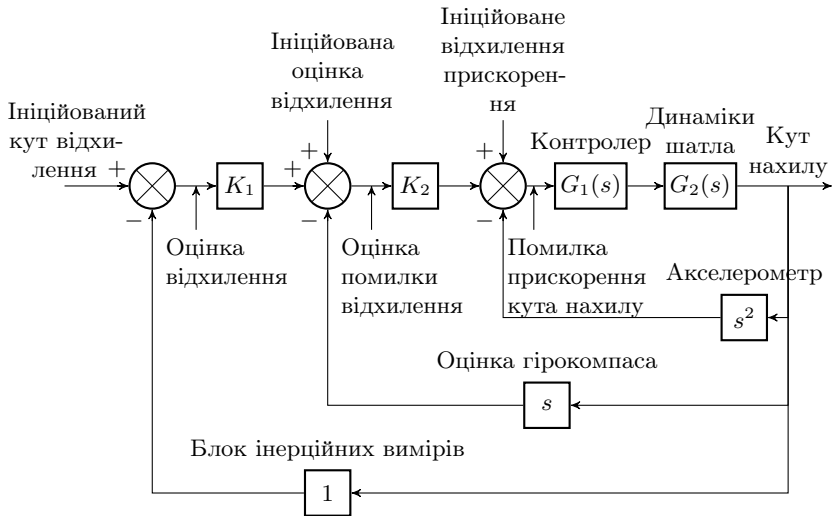 Ініційоване
відхилення
прискорен-
ня
Ініційована
оцінка
відхилення
Ініційований
кут відхи-
лення
Контролер
Динаміки
шатла
Кут
нахилу
+
+
+
+
K₁
K₂
G₁(s)
G₂(s)
−
−
−
Оцінка
відхилення
Оцінка
помилки
відхилення
Помилка
прискорення
кута нахилу
Акселерометр
s²
Оцінка гірокомпаса
s
Блок інерційних вимірів
1